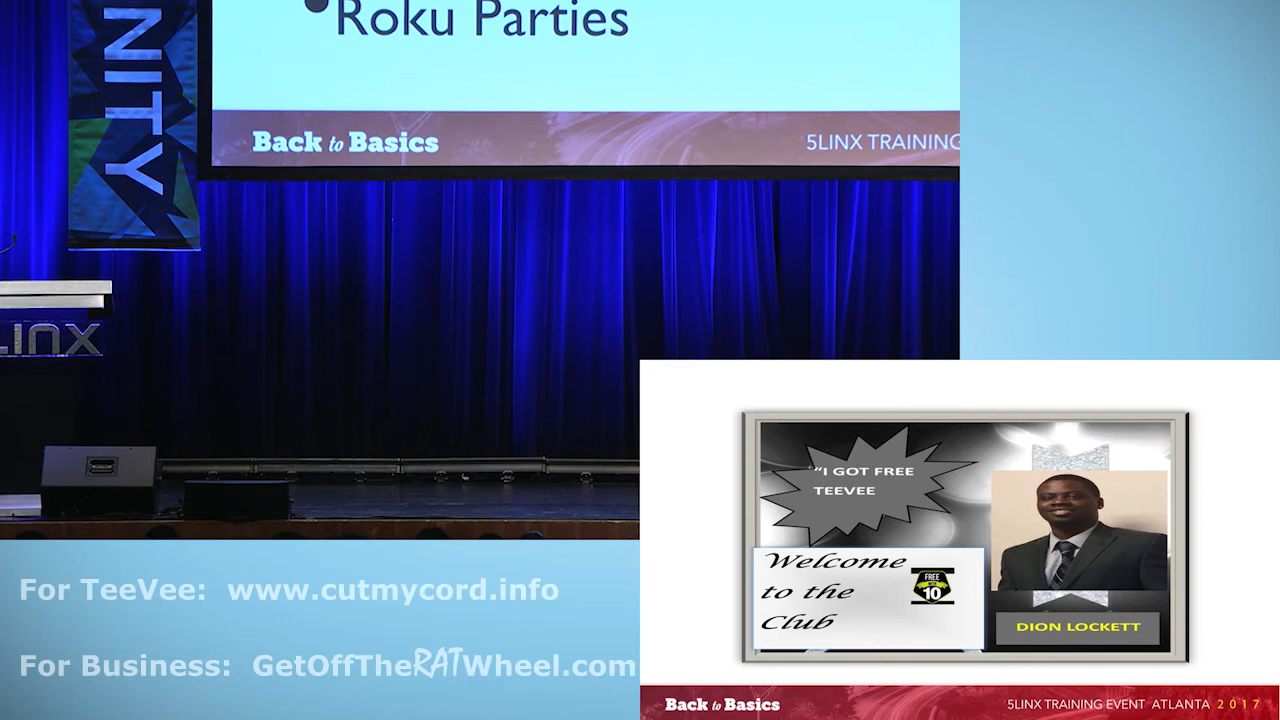 Roku Parties
NITY
Back to Basics
5LINX TRAINING
LINX
"I GOT FREE
TEEVEE
Welcome
to the
Club
FREE
10
DION LOCKETT
For TeeVee: www.cutmycord.info
For Business: GetOffTheRATWheel.com
Back to Basics
5LINX TRAINING EVENT ATLANTA 2017